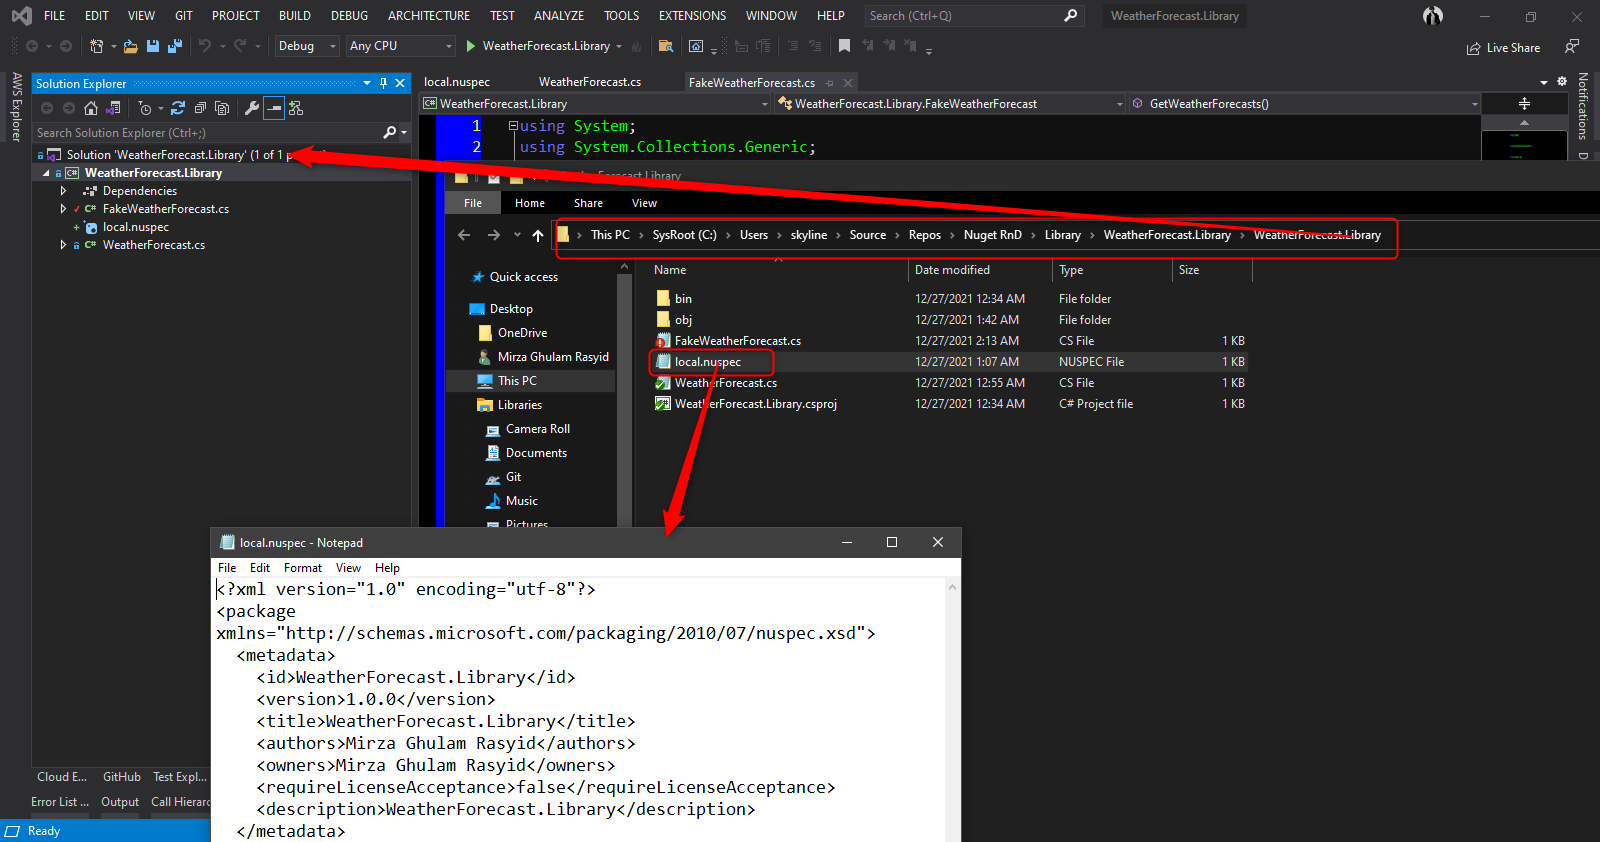 FILE EDIT VIEW GIT PROJECT BUILD DEBUG ARCHITECTURE TEST ANALYZE TOOLS EXTENSIONS WINDOW HELP Search (Ctrl+Q) WeatherForecast.Library
Debug Any CPU WeatherForecast.Library Live Share
AWS Explorer
Solution Explorer
Search Solution Explorer (Ctrl+;)
Solution 'WeatherForecast.Library' (1 of 1
WeatherForecast.Library
Dependencies
FakeWeatherForecast.cs
local.nuspec
WeatherForecast.cs
local.nuspec WeatherForecast.cs FakeWeatherForecast.cs
WeatherForecast.Library WeatherForecast.Library.FakeWeatherForecast GetWeatherForecasts()
1 using System;
2 using System.Collections.Generic;
Notifications
D
Forecast.Library
File Home Share View
This PC SysRoot (C:) Users skyline Source Repos Nuget RnD Library WeatherForecast.Library WeatherForecast.Library
Quick access
Desktop
OneDrive
Mirza Ghulam Rasyid
This PC
Libraries
Camera Roll
Documents
Git
Music
Pictures
Name Date modified Type Size
bin 12/27/2021 12:34 AM File folder
obj 12/27/2021 1:42 AM File folder
FakeWeatherForecast.cs 12/27/2021 2:13 AM CS File 1 KB
local.nuspec 12/27/2021 1:07 AM NUSPEC File 1 KB
WeatherForecast.cs 12/27/2021 12:55 AM CS File 1 KB
WeatherForecast.Library.csproj 12/27/2021 12:34 AM C# Project file 1 KB
local.nuspec - Notepad
File Edit Format View Help
<?xml version="1.0" encoding="utf-8"?>
<package
xmlns="http://schemas.microsoft.com/packaging/2010/07/nuspec.xsd">
<metadata>
<id>WeatherForecast.Library</id>
<version>1.0.0</version>
<title>WeatherForecast.Library</title>
<authors>Mirza Ghulam Rasyid</authors>
<owners>Mirza Ghulam Rasyid</owners>
<requireLicenseAcceptance>false</requireLicenseAcceptance>
<description>WeatherForecast.Library</description>
</metadata>
Cloud E... GitHub Test Expl...
Error List ... Output Call Hierarc
Ready